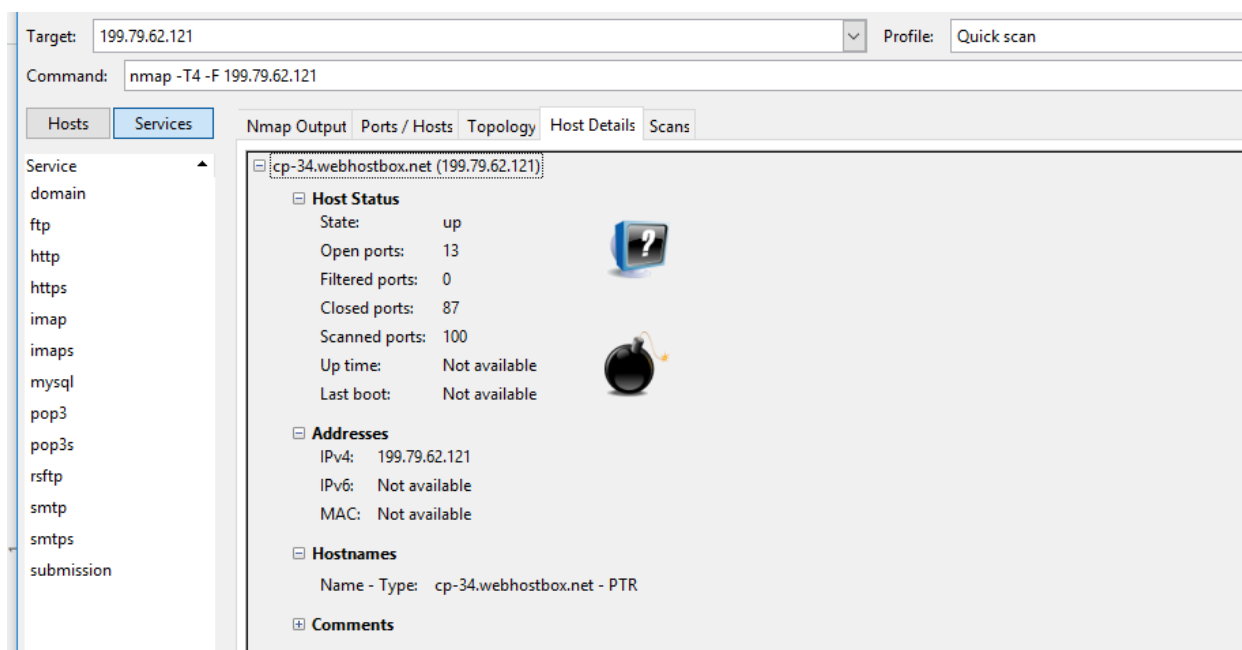 Target: 199.79.62.121 Profile: Quick scan
Command: nmap -T4 -F 199.79.62.121
Hosts Services Nmap Output Ports / Hosts Topology Host Details Scans
Service
domain
ftp
http
https
imap
imaps
mysql
pop3
pop3s
rsftp
smtp
smtps
submission
cp-34.webhostbox.net (199.79.62.121)
Host Status
State: up
Open ports: 13
Filtered ports: 0
Closed ports: 87
Scanned ports: 100
Up time: Not available
Last boot: Not available
?
Addresses
IPv4: 199.79.62.121
IPv6: Not available
MAC: Not available
Hostnames
Name - Type: cp-34.webhostbox.net - PTR
Comments